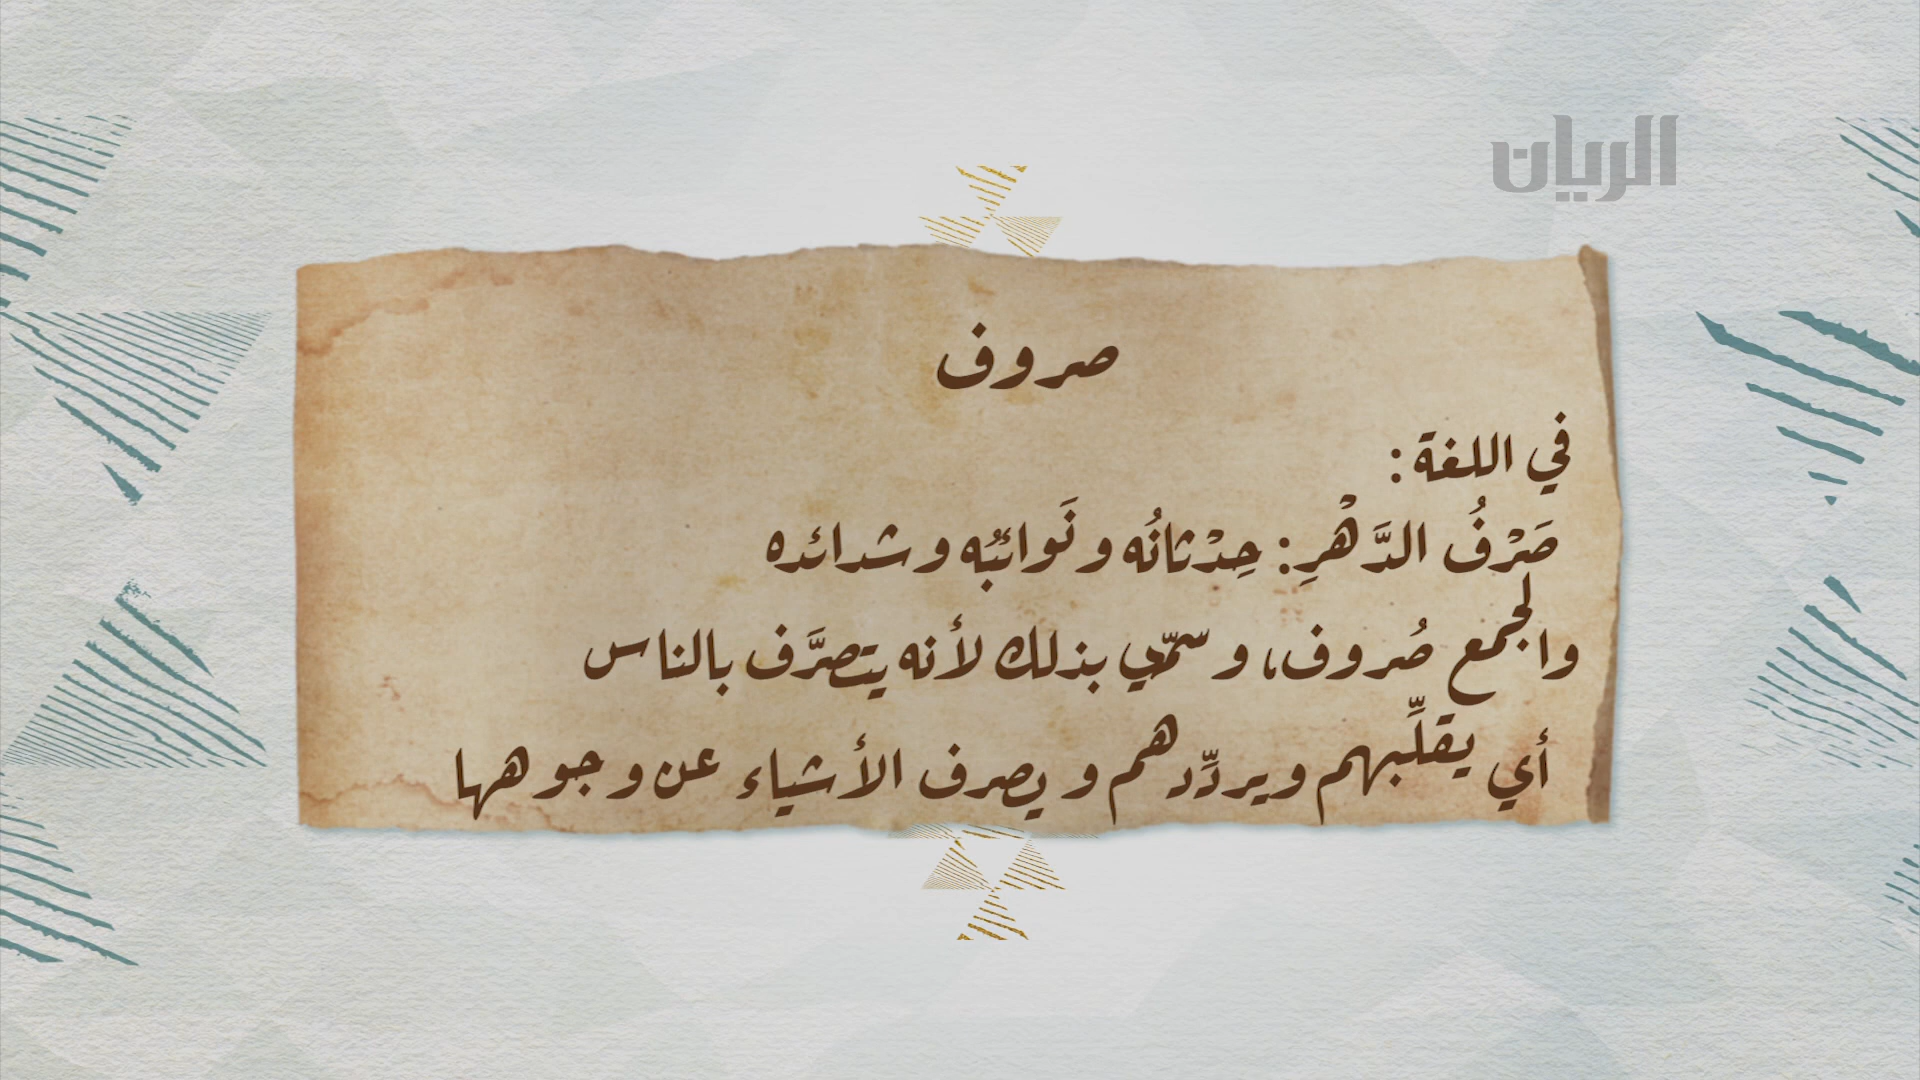 الريان
صروف
في اللغة :
صَرْفُ الدَّهْرِ: حِدْثانُه ونَوائبُه وشدائده
والجمع صُروف، وسمّي بذلك لأنه يتصرَّف بالناس
أي يقلِّبهم ويردِّدهم ويصرف الأشياء عن وجوهها